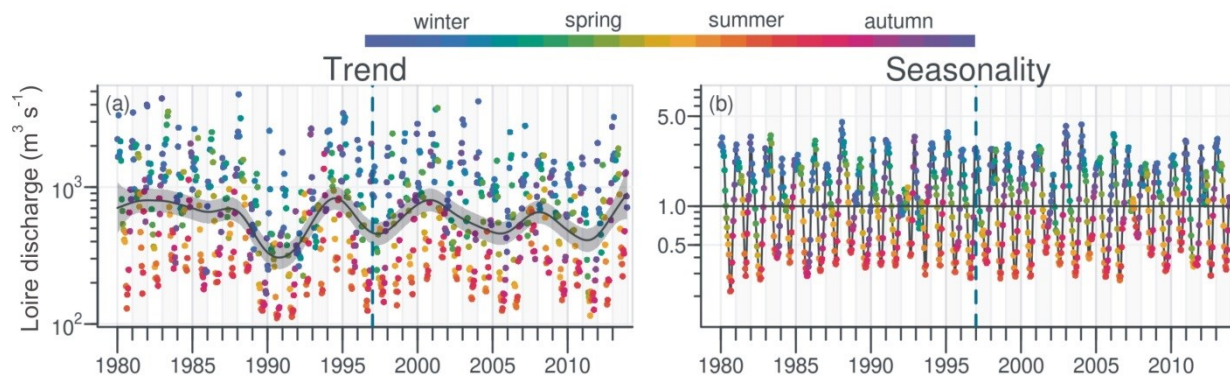 winter spring summer autumn
Trend Seasonality
Loire discharge (m³ s⁻¹)
(a) (b)
10³ 5.0
1.0
0.5
10²
1980 1985 1990 1995 2000 2005 2010 1980 1985 1990 1995 2000 2005 2010